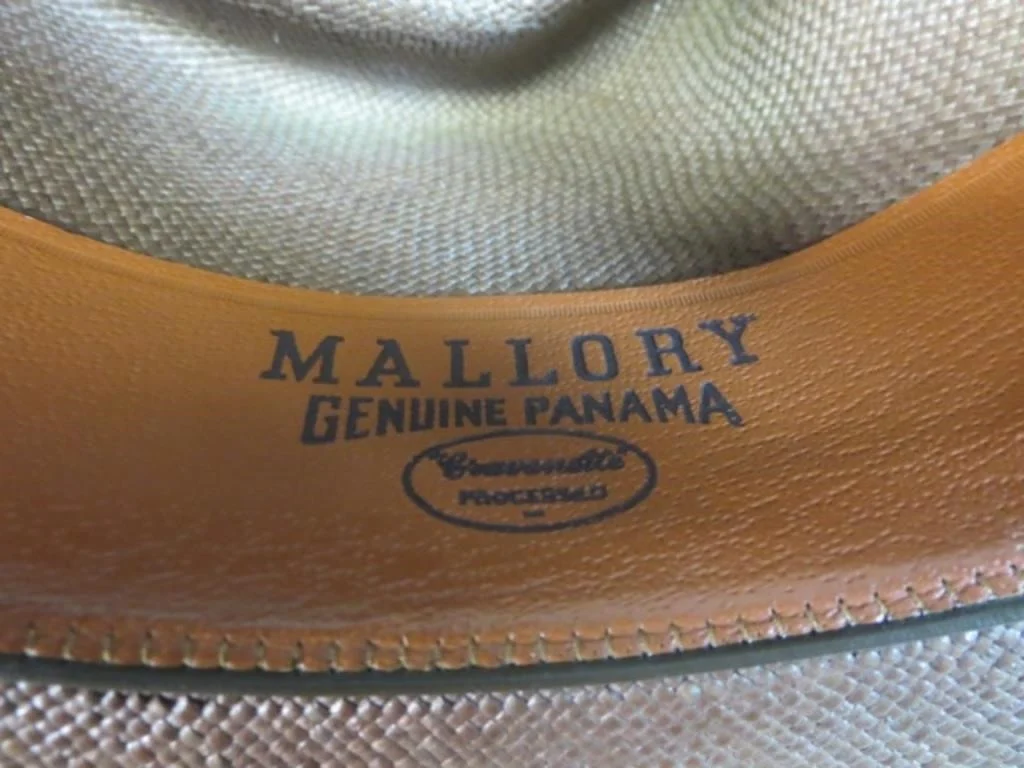 MALLORY
GENUINE PANAMA
"Cravenette"
PROCESSED